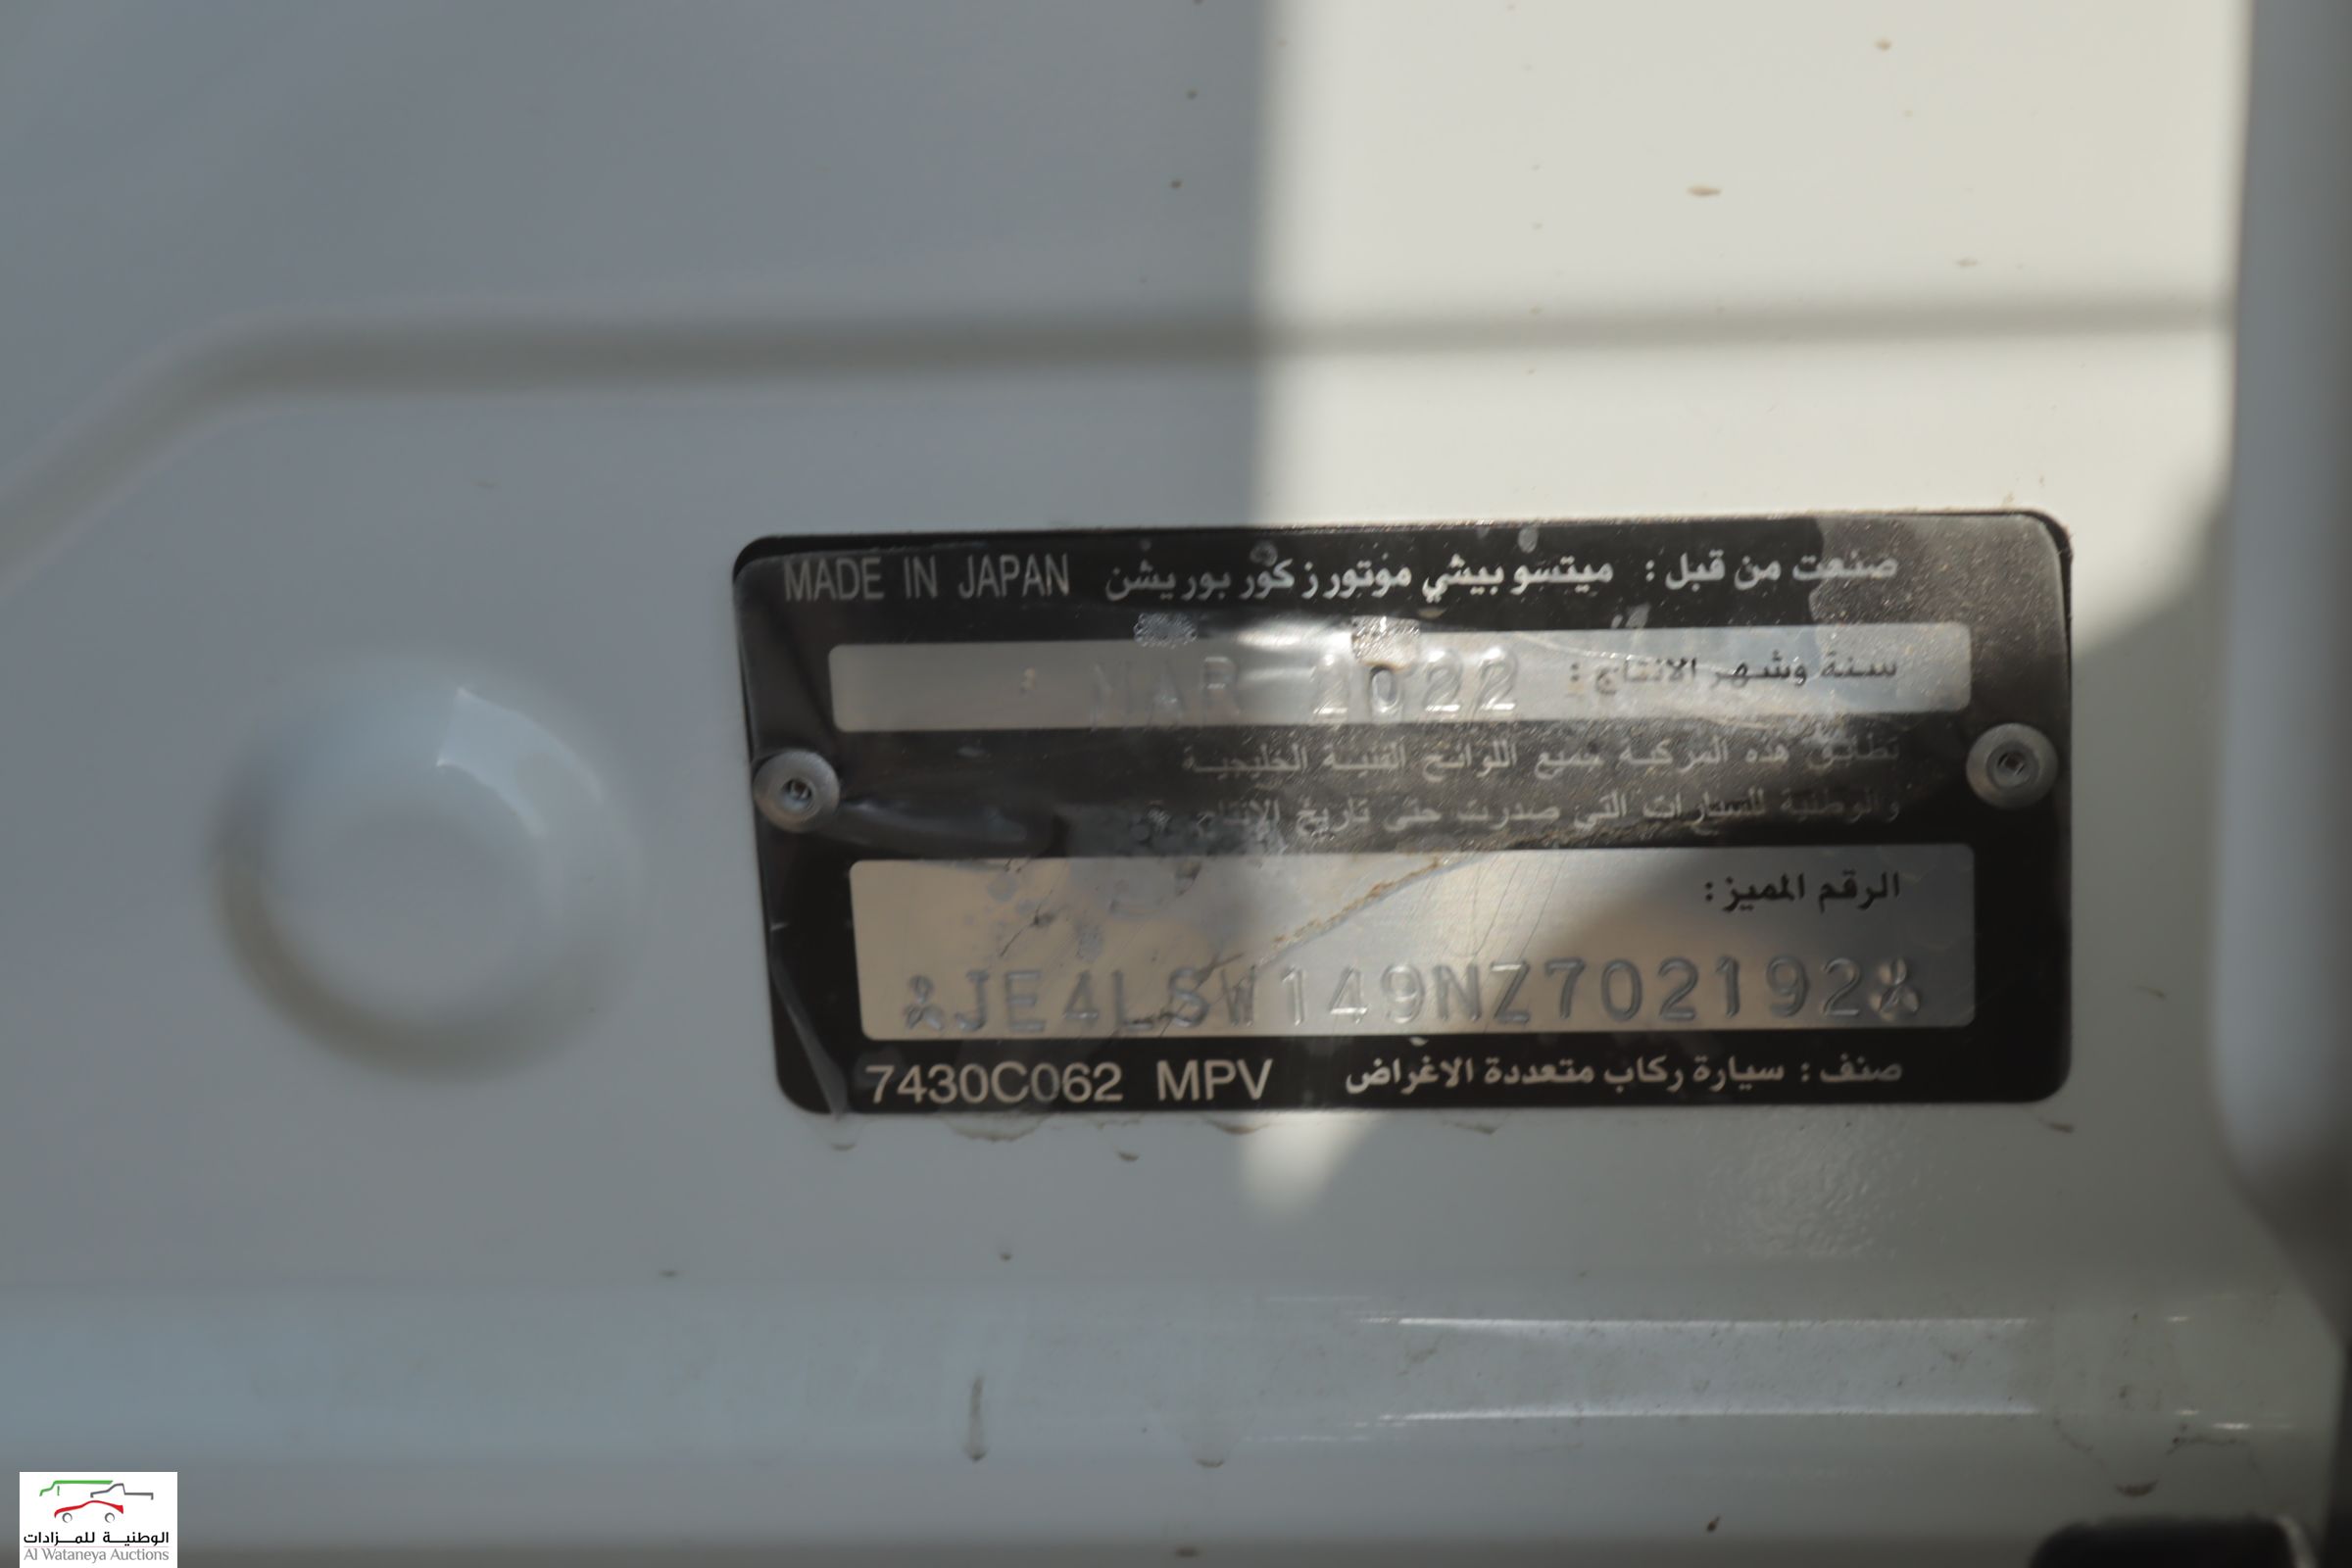 صنعت من قبل : ميتسوبيشي موتورز كوربوريشن MADE IN JAPAN
سنة وشهر الانتاج : MAR 2022
تطابق هذه المركبة جميع اللوائح الفنية الخليجية
والوطنية للسيارات التي صدرت حتى تاريخ الإنتاج
الرقم المميز:
JE4LSW149NZ702192
صنف : سيارة ركاب متعددة الاغراض 7430C062 MPV
الوطنية للمزادات
Al Wataneya Auctions